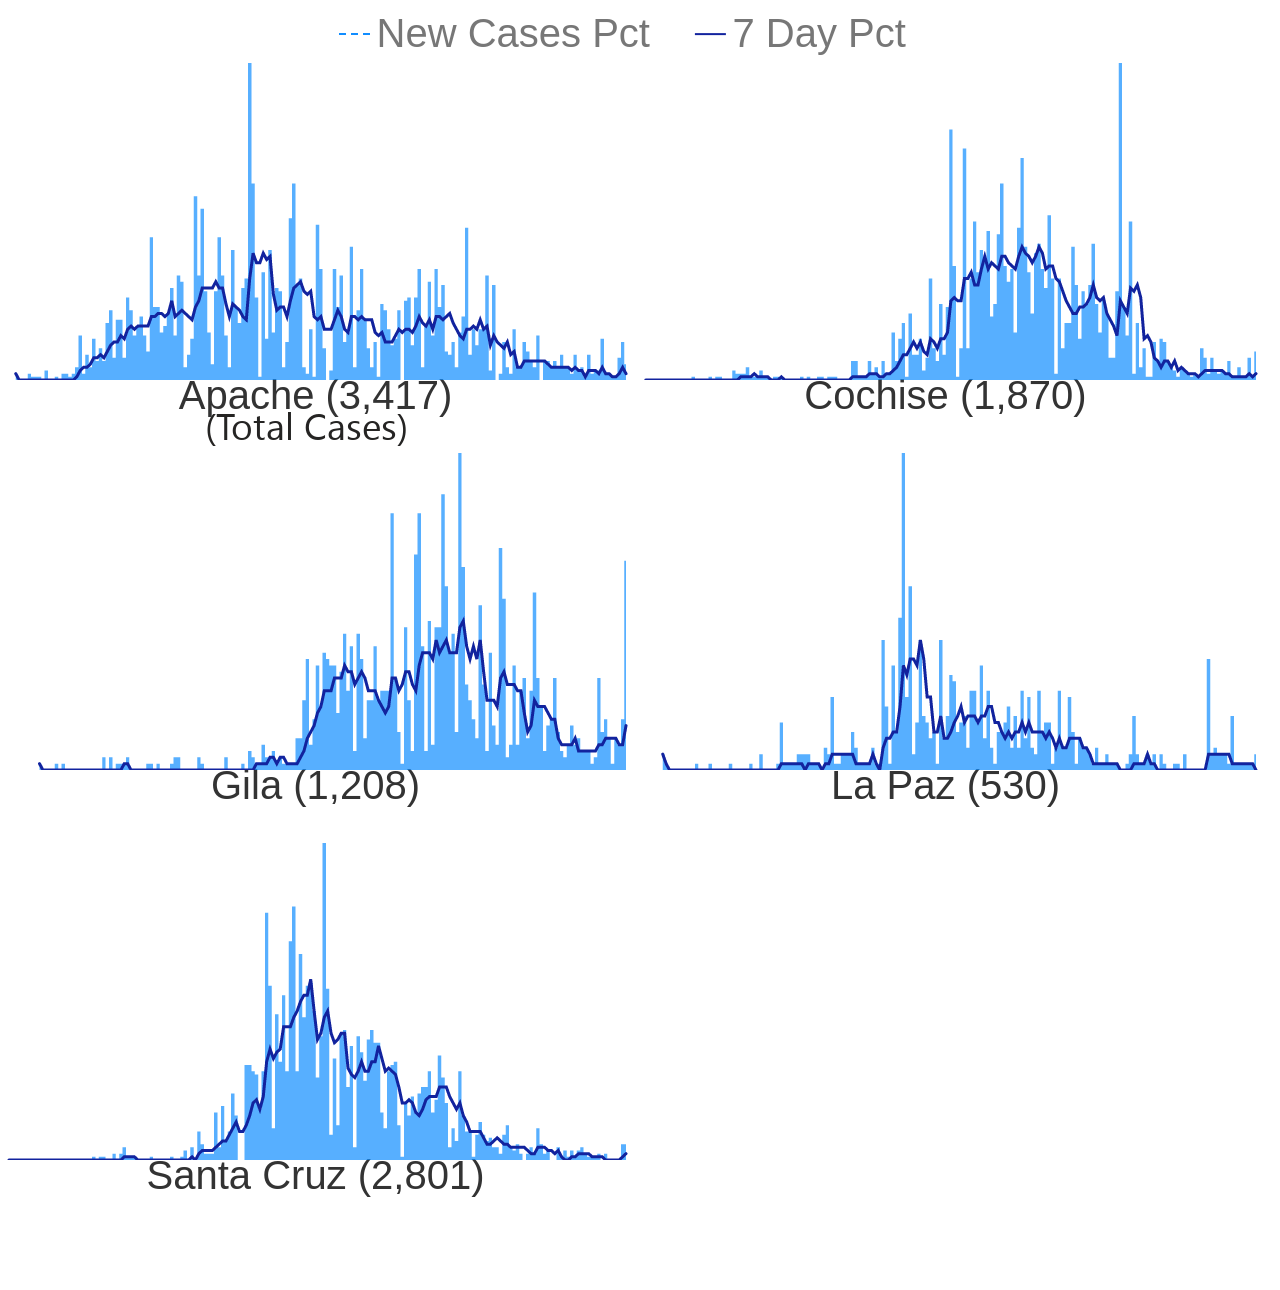 New Cases Pct 7 Day Pct
Apache (3,417)
(Total Cases)
Cochise (1,870)
Gila (1,208)
La Paz (530)
Santa Cruz (2,801)